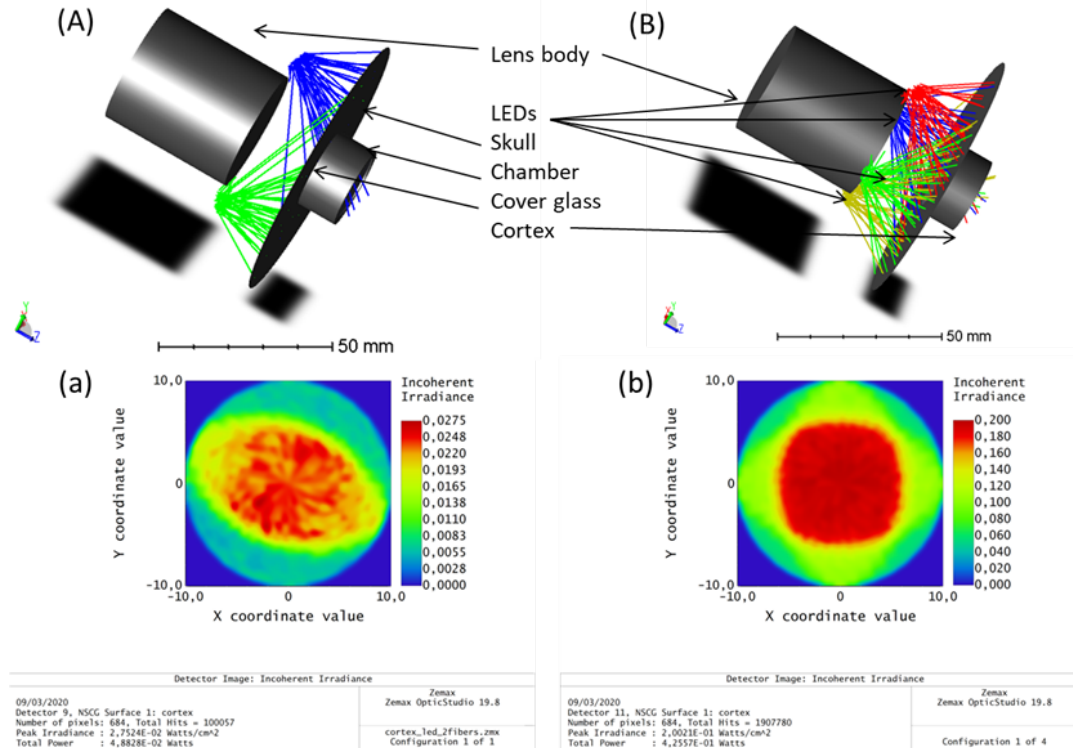 (A)
(B)
Lens body
LEDs
Skull
Chamber
Cover glass
Cortex
Y
X
Z
50 mm
Y
X
Z
50 mm
(a)
10,0
Y coordinate value
0
-10,0
-10,0 0 10,0
X coordinate value
Incoherent
Irradiance
0,0275
0,0248
0,0220
0,0193
0,0165
0,0138
0,0110
0,0083
0,0055
0,0028
0,0000
(b)
10,0
Y coordinate value
0
-10,0
-10,0 0 10,0
X coordinate value
Incoherent
Irradiance
0,200
0,180
0,160
0,140
0,120
0,100
0,080
0,060
0,040
0,020
0,000
Detector Image: Incoherent Irradiance
09/03/2020
Detector 9, NSCG Surface 1: cortex
Number of pixels: 684, Total Hits = 100057
Peak Irradiance : 2,7524E-02 Watts/cm²
Total Power : 4,8828E-02 Watts
Zemax
Zemax OpticStudio 19.8
cortex_led_2fibers.zmx
Configuration 1 of 1
Detector Image: Incoherent Irradiance
09/03/2020
Detector 11, NSCG Surface 1: cortex
Number of pixels: 684, Total Hits = 1907780
Peak Irradiance : 2,0021E-01 Watts/cm²
Total Power : 4,2557E-01 Watts
Zemax
Zemax OpticStudio 19.8
Configuration 1 of 4